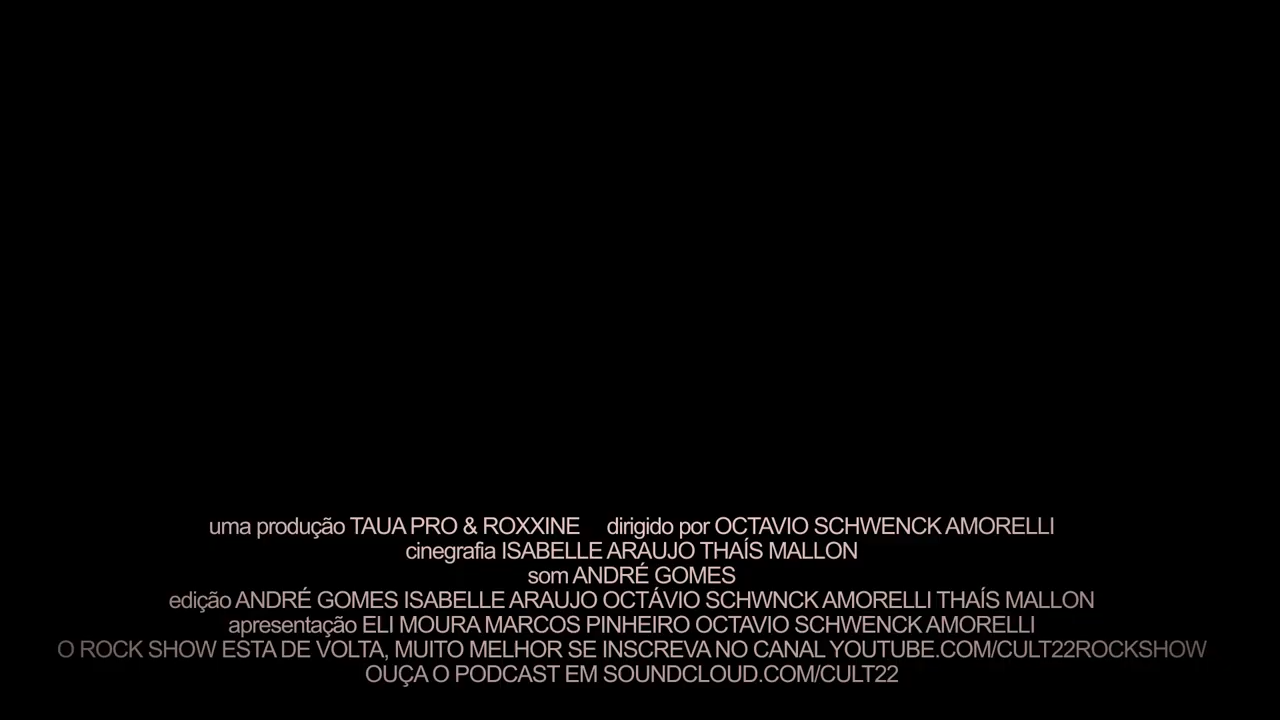 uma produção TAUA PRO & ROXXINE dirigido por OCTAVIO SCHWENCK AMORELLI
cinegrafia ISABELLE ARAUJO THAÍS MALLON
som ANDRÉ GOMES
edição ANDRÉ GOMES ISABELLE ARAUJO OCTÁVIO SCHWNCK AMORELLI THAÍS MALLON
apresentação ELI MOURA MARCOS PINHEIRO OCTAVIO SCHWENCK AMORELLI
O ROCK SHOW ESTA DE VOLTA, MUITO MELHOR SE INSCREVA NO CANAL YOUTUBE.COM/CULT22ROCKSHOW
OUÇA O PODCAST EM SOUNDCLOUD.COM/CULT22